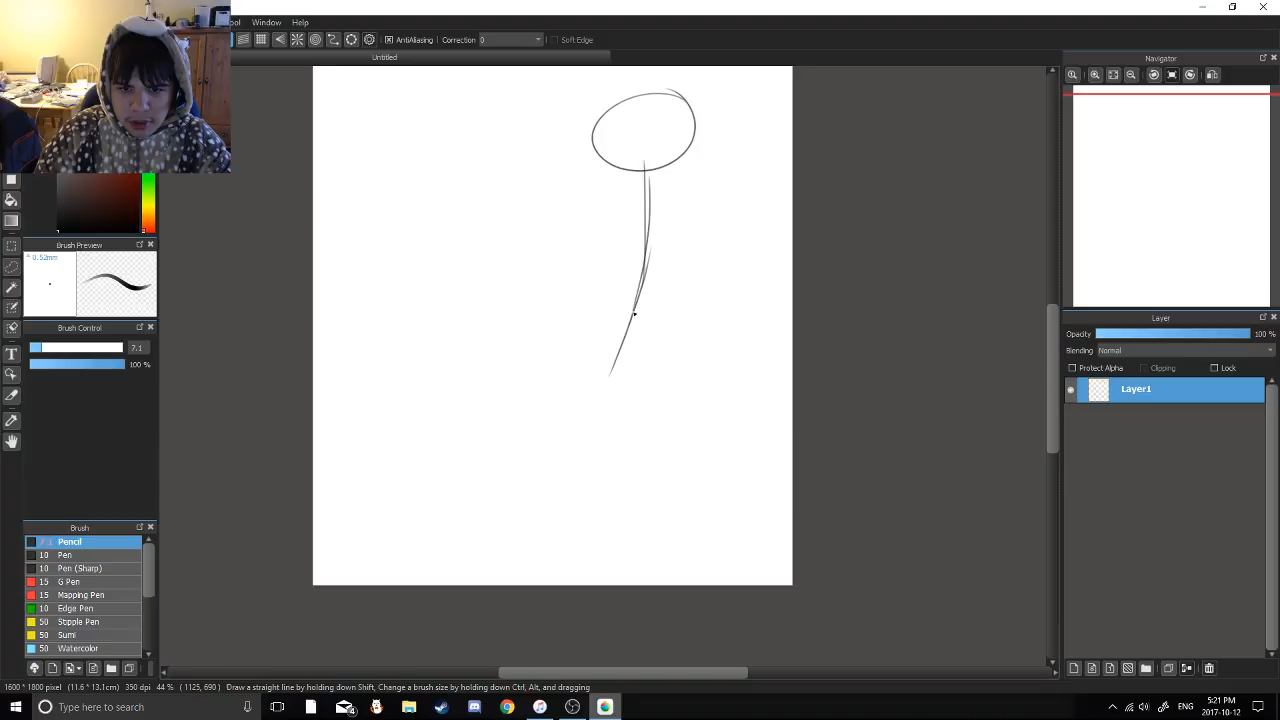 ool Window Help
AntiAliasing Correction 0 Soft Edge
Untitled
Navigator
Brush Preview
0.52mm
Brush Control
7.1
100 %
Layer
Opacity 100 %
Blending Normal
Protect Alpha Clipping Lock
Layer1
Brush
7.1 Pencil
10 Pen
10 Pen (Sharp)
15 G Pen
15 Mapping Pen
10 Edge Pen
50 Stipple Pen
50 Sumi
50 Watercolor
1600 * 1800 pixel (11.6 * 13.1cm) 350 dpi 44 % ( 1125, 690 ) Draw a straight line by holding down Shift, Change a brush size by holding down Ctrl, Alt, and dragging
Type here to search
5:21 PM
2017-10-12